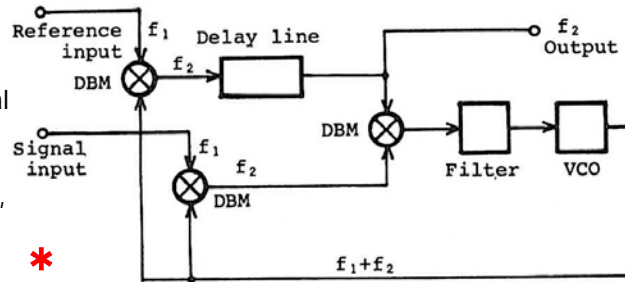 Reference input
f₁
DBM
f₂
Delay line
f₂
Output
al
Signal input
f₁
f₂
DBM
DBM
Filter
VCO
,
*
f₁+f₂